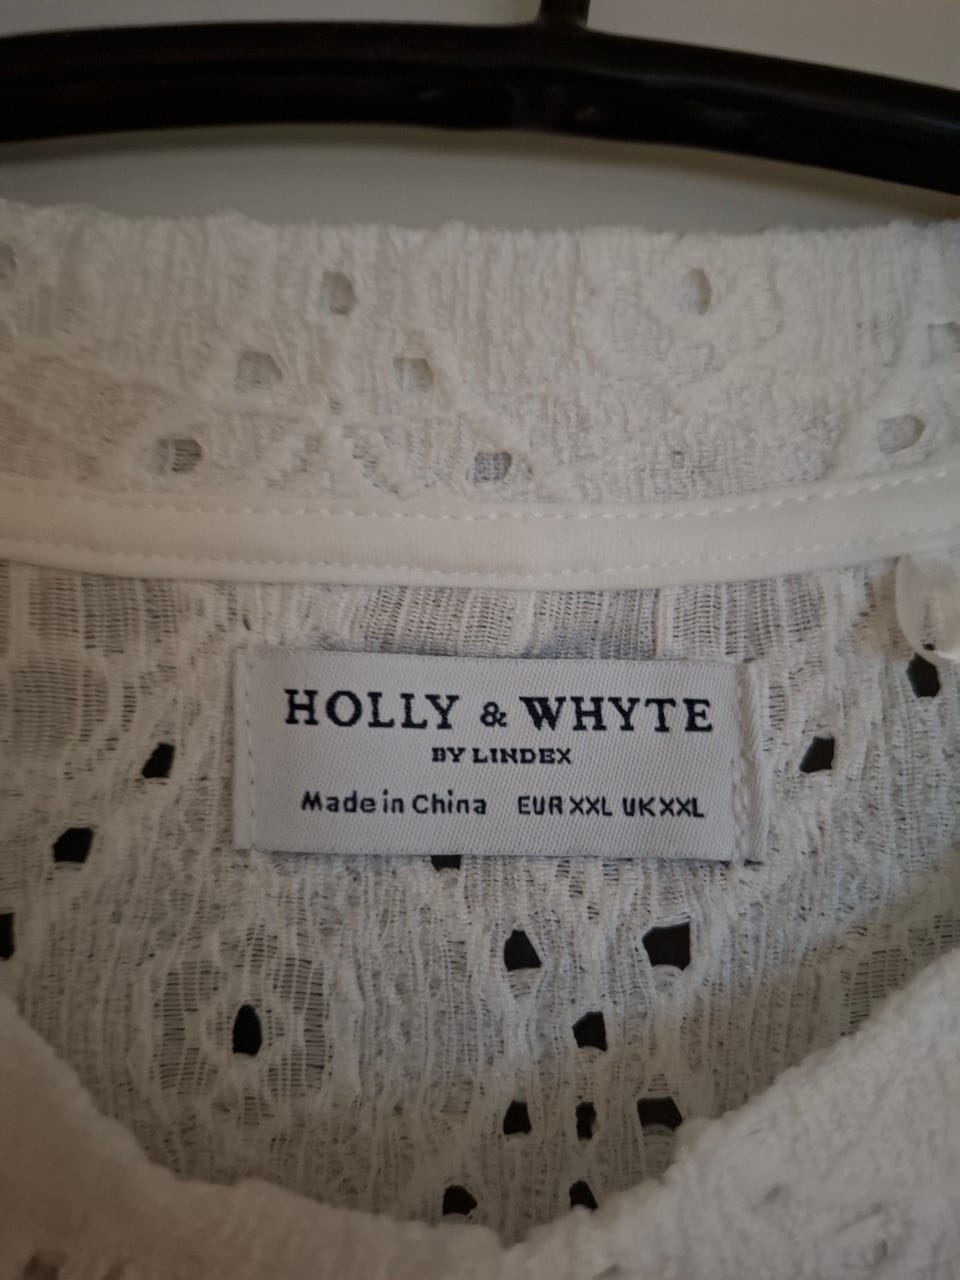 HOLLY & WHYTE
BY LINDEX
Made in China EUR XXL UK XXL